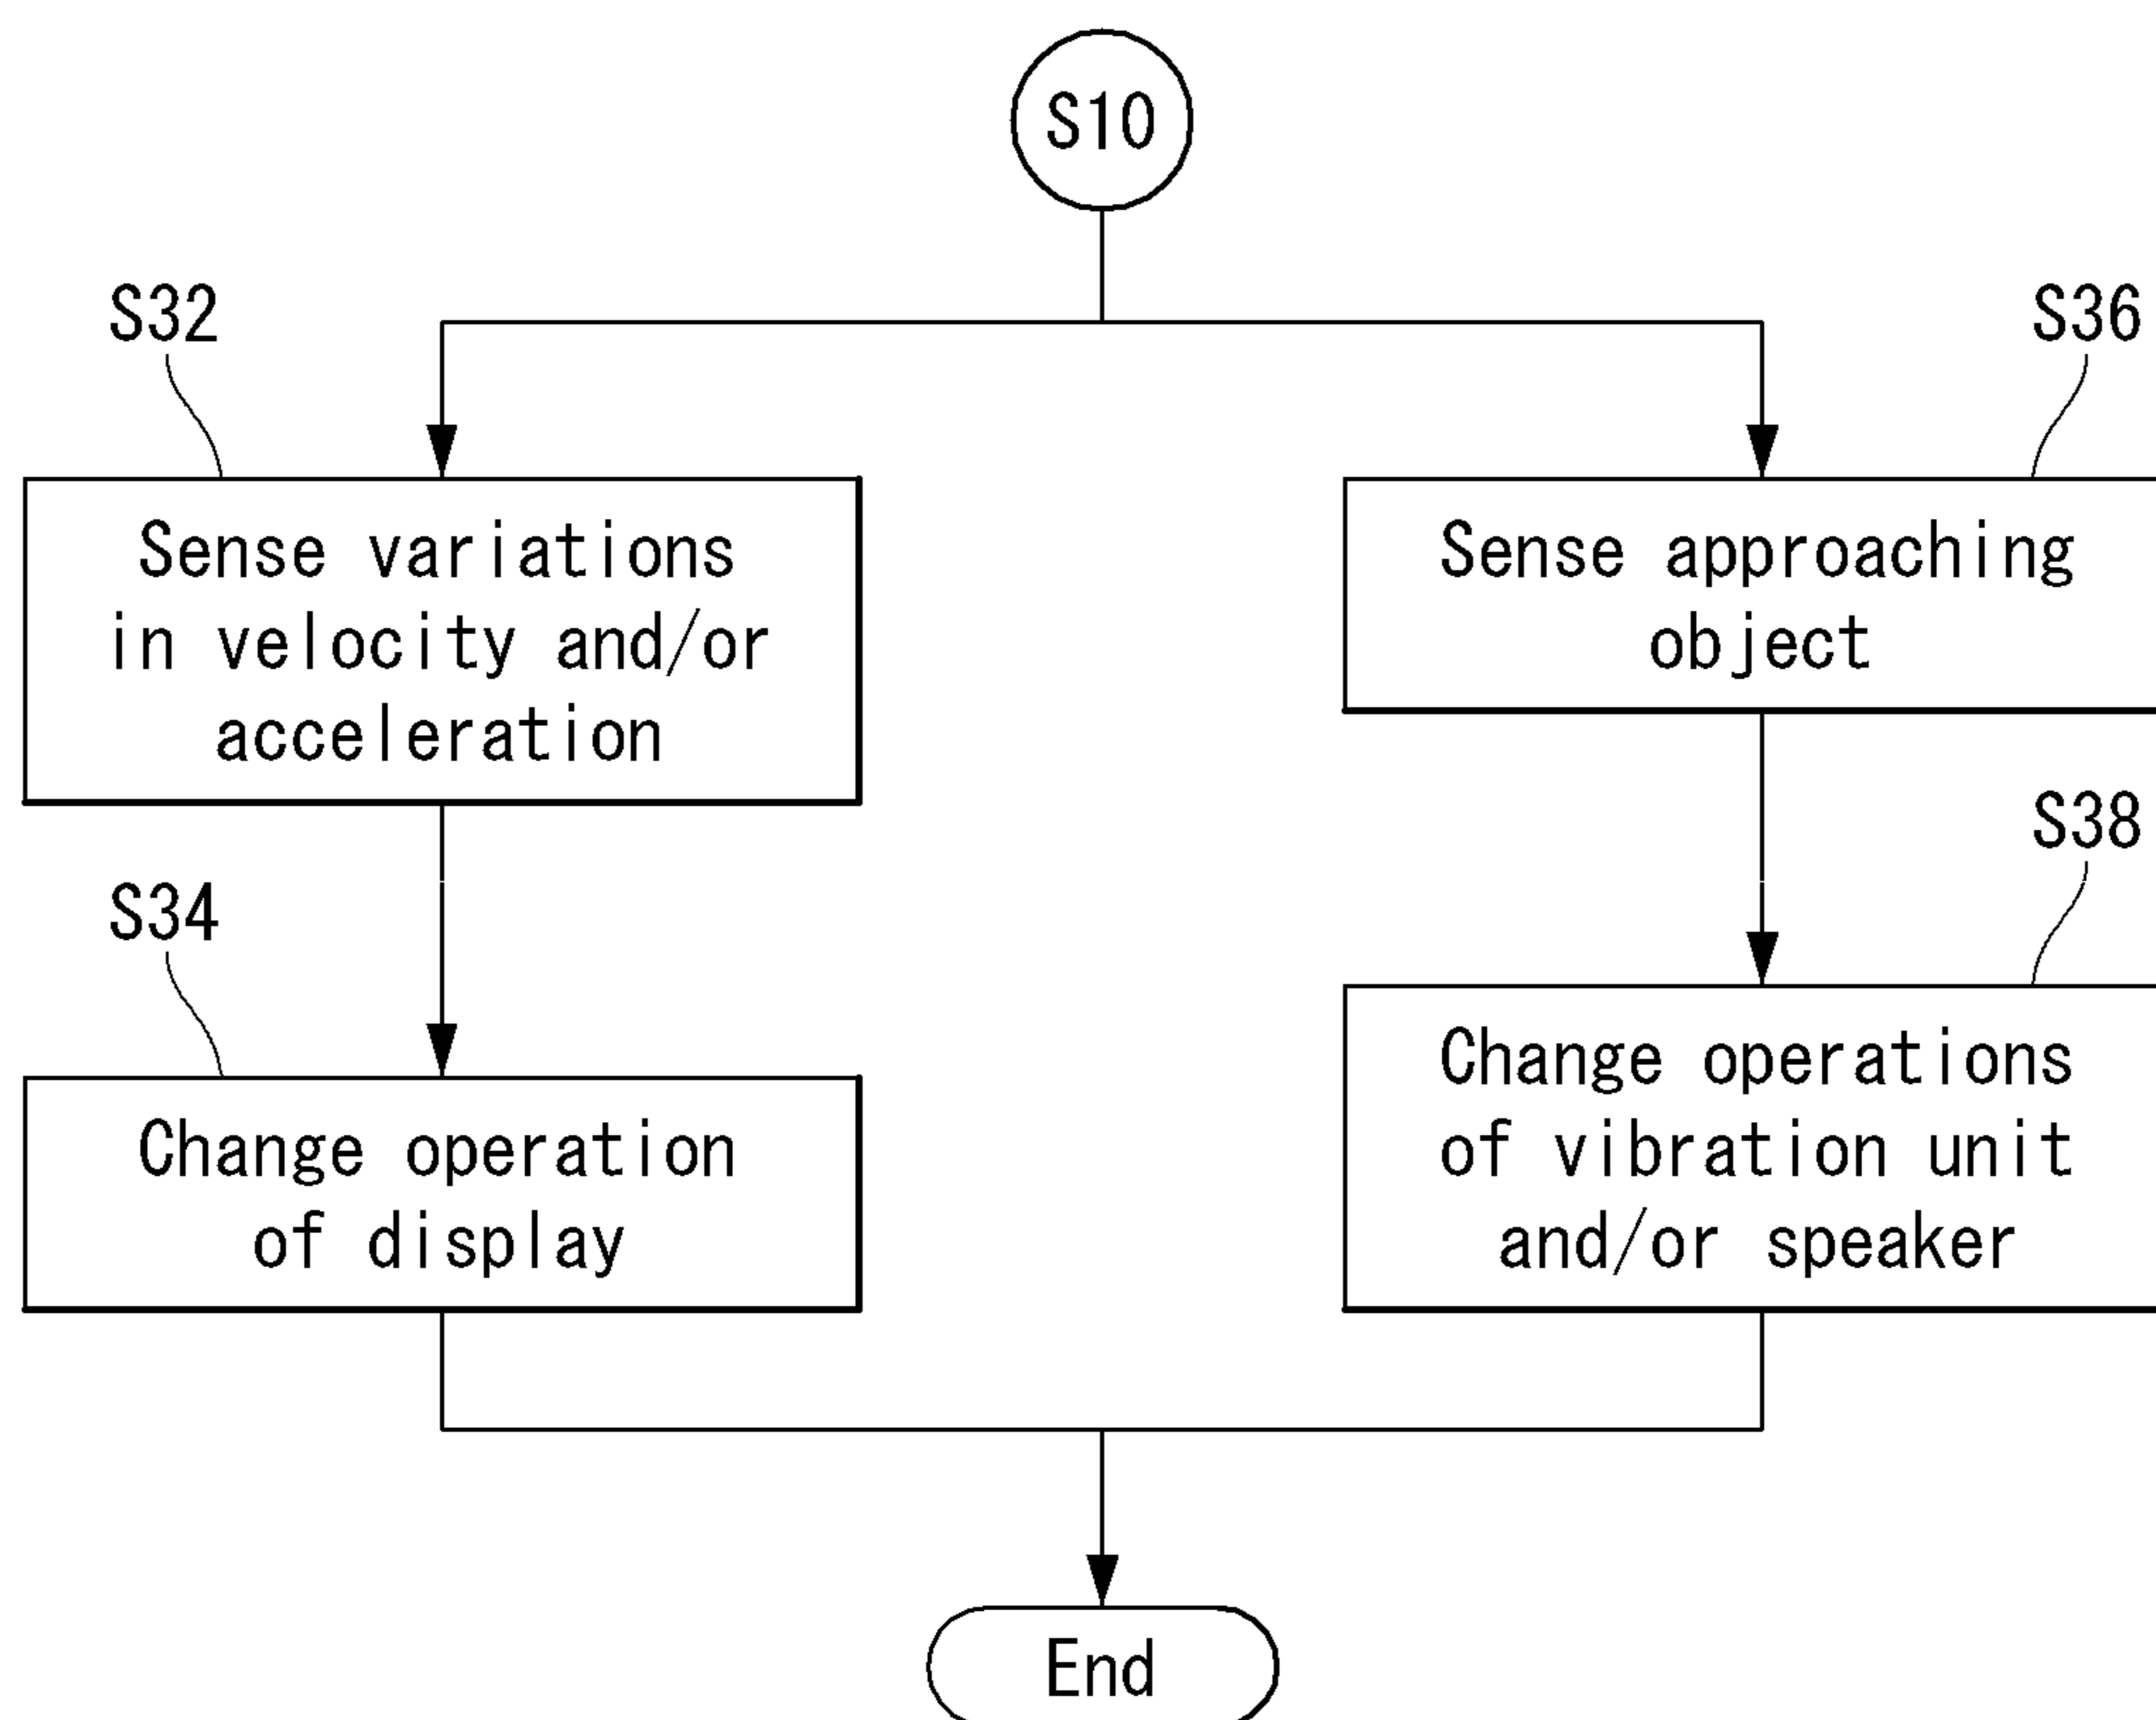 S10
S32
Sense variations
in velocity and/or
acceleration
S34
Change operation
of display
S36
Sense approaching
object
S38
Change operations
of vibration unit
and/or speaker
End